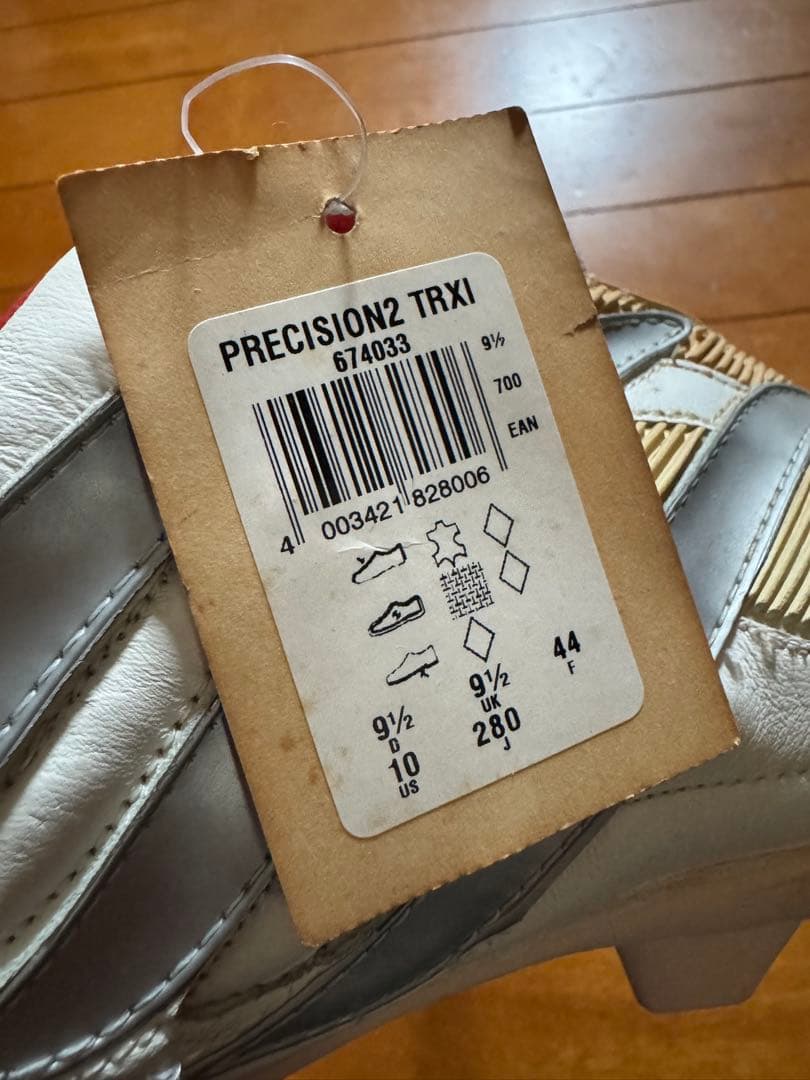 PRECISION2 TRXI
674033
9½
700
EAN
4 003421 828006
9½
D
9½
UK
44
F
10
US
280
J